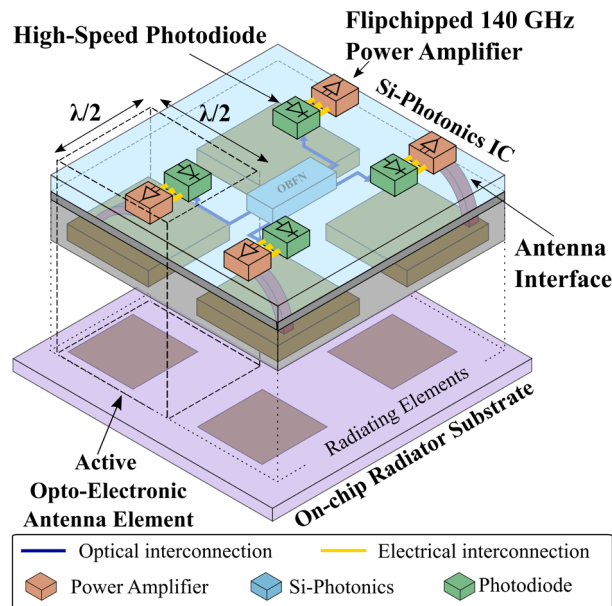 High-Speed Photodiode
Flipchipped 140 GHz
Power Amplifier
λ/2
λ/2
Si-Photonics IC
OBFN
Antenna
Interface
Radiating Elements
On-chip Radiator Substrate
Active
Opto-Electronic
Antenna Element
Optical interconnection
Electrical interconnection
Power Amplifier
Si-Photonics
Photodiode